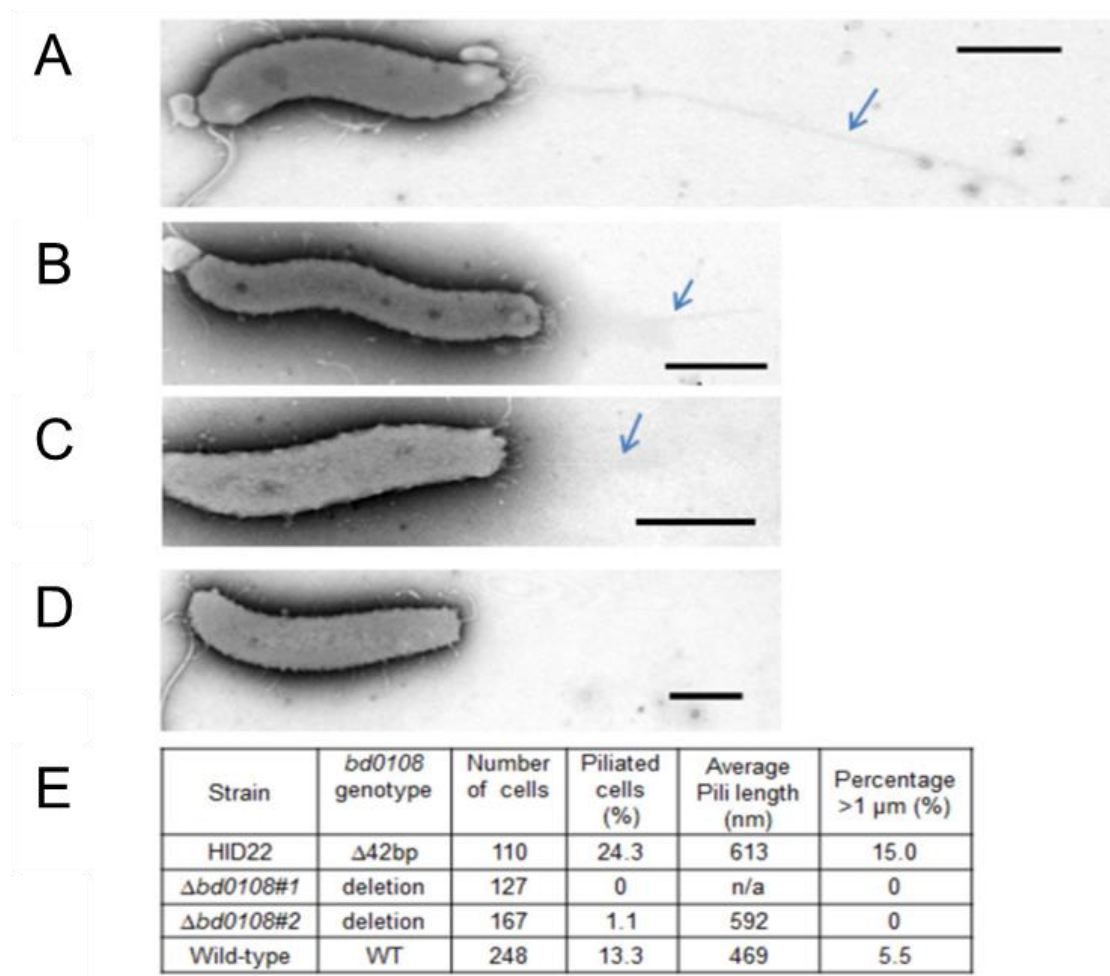 A
B
C
D
E
Strain bd0108 genotype Number of cells Piliated cells (%) Average Pili length (nm) Percentage >1 µm (%)
HID22 Δ42bp 110 24.3 613 15.0
Δbd0108#1 deletion 127 0 n/a 0
Δbd0108#2 deletion 167 1.1 592 0
Wild-type WT 248 13.3 469 5.5